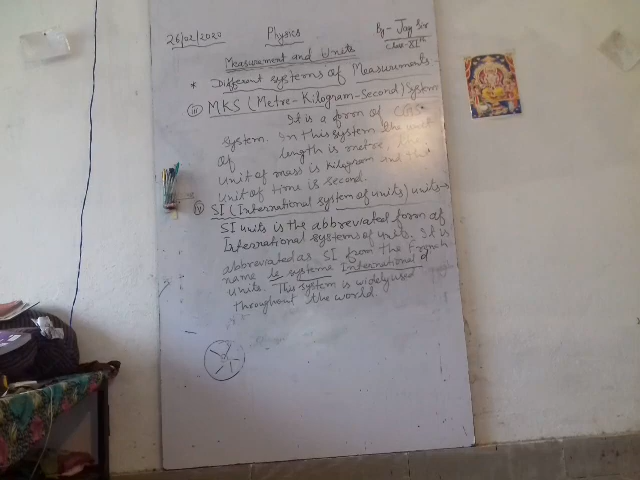 26/02/2020 Physics By- Jay Sir
Class-XI th
Measurement and Units
* Different systems of Measurements-
(iii) MKS (Metre-Kilogram-Second) System
It is a form of CGS
system. In this system the unit
of length is metre,
unit of mass is kilogram and the
unit of time is second.
(iv) SI (International system of units) units-
SI units is the abbreviated form of
International systems of unit. It is
abbreviated as SI from the French
name le systeme International d
units. This system is widely used
throughout the world.